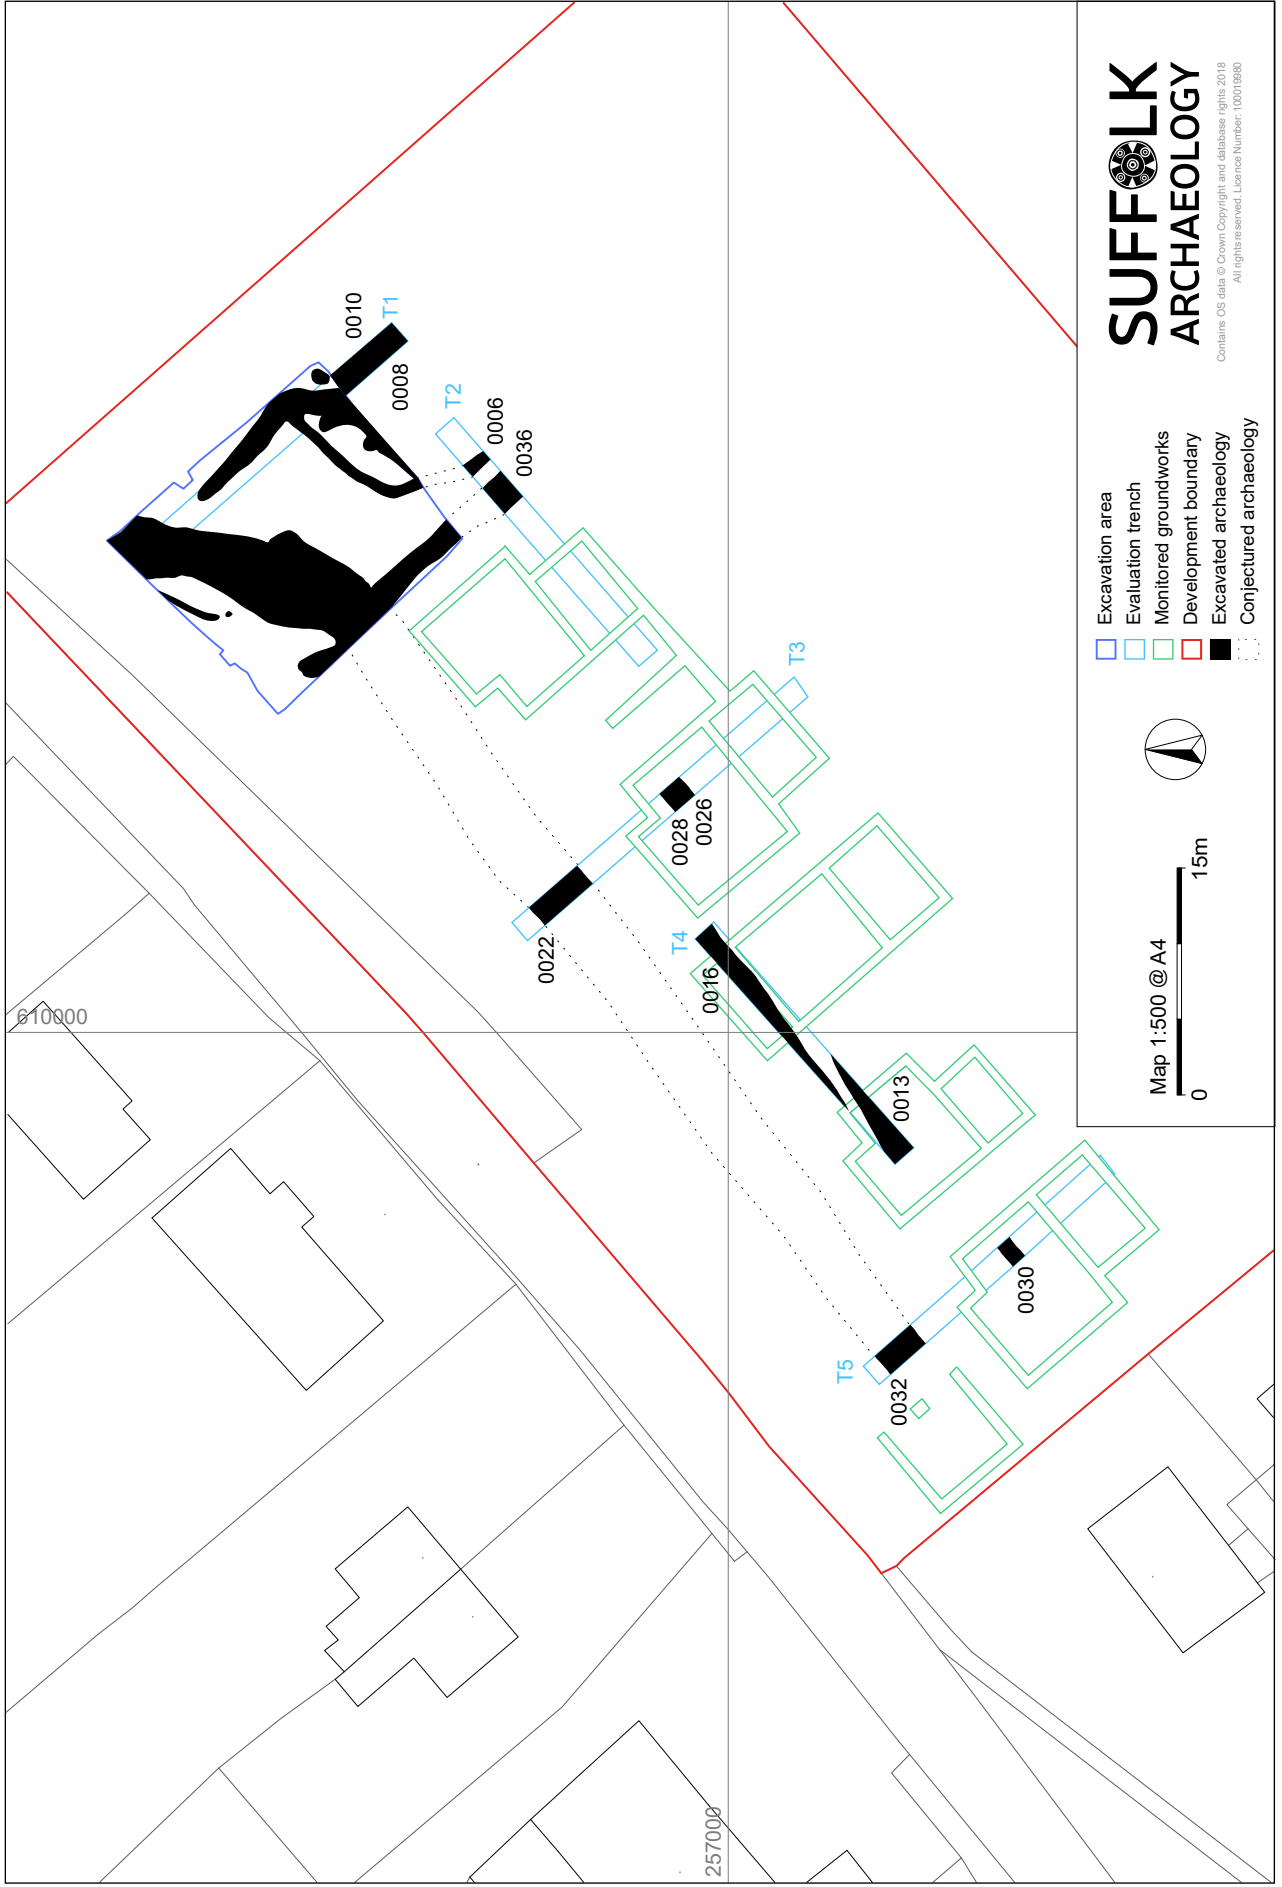 0010
T1
0008
T2
0006
0036
T3
0028
0026
0022
T4
0016
0013
0030
T5
0032
610000
257000
SUFFOLK
ARCHAEOLOGY
Contains OS data © Crown Copyright and database rights 2018
All rights reserved. Licence Number: 100019980
Excavation area
Evaluation trench
Monitored groundworks
Development boundary
Excavated archaeology
Conjectured archaeology
Map 1:500 @ A4
0
15m